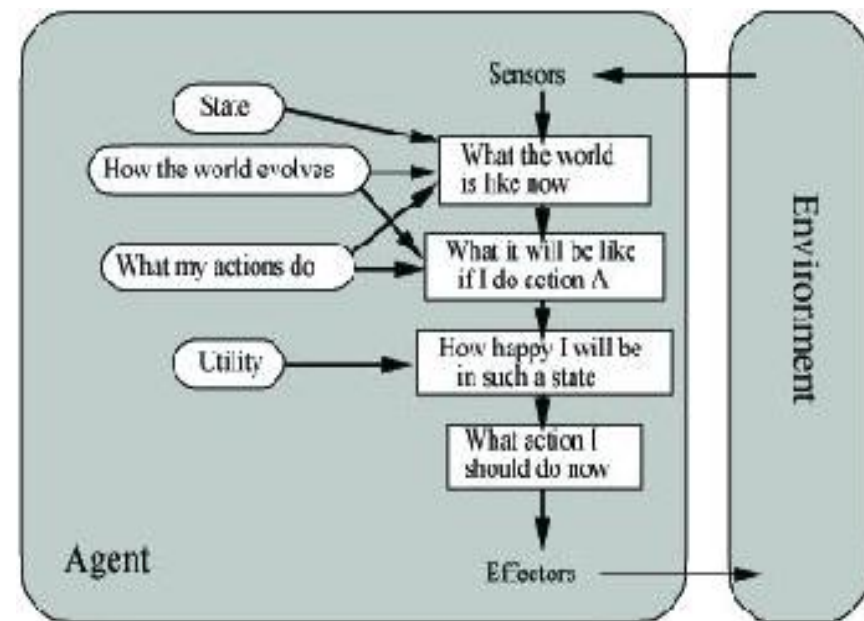 Sensors
State
How the world evolves
What the world
is like now
What my actions do
What it will be like
if I do action A
Utility
How happy I will be
in such a state
What action I
should do now
Agent
Effectors
Environment